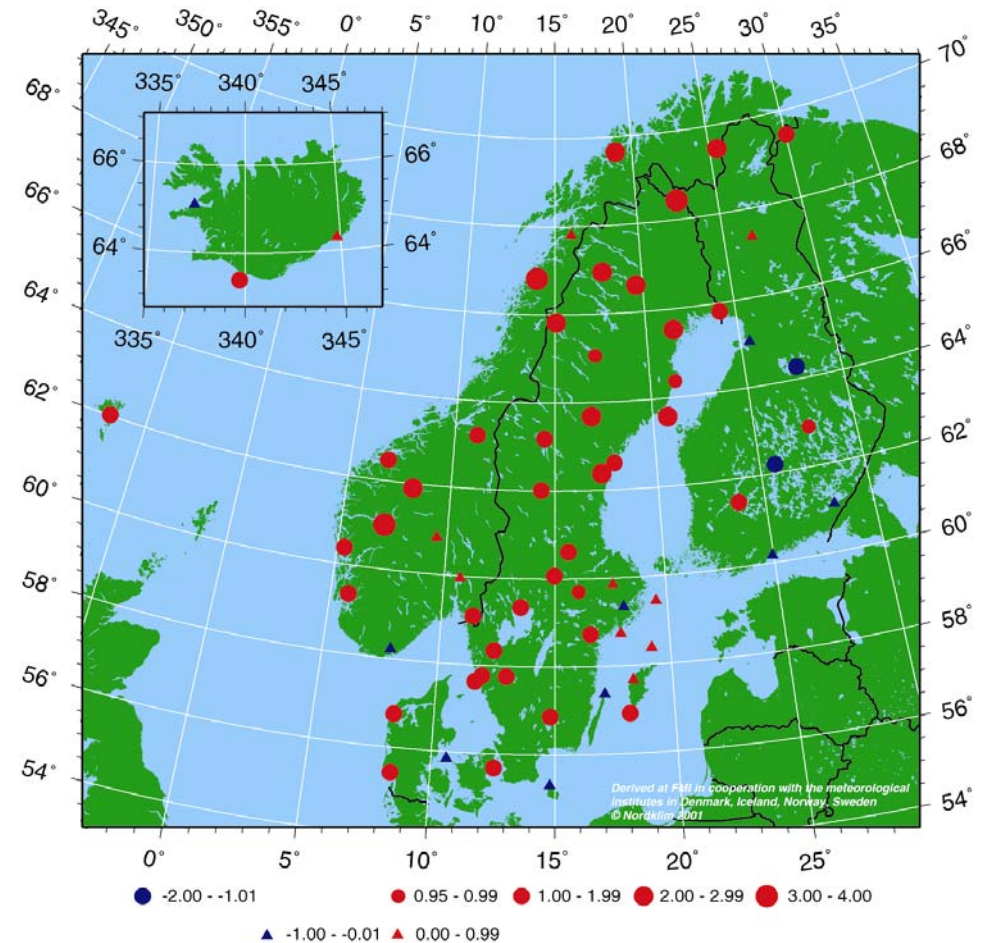 345° 350° 355° 0° 5° 10° 15° 20° 25° 30° 35°
70°
68°
335° 340° 345°
68°
66° 66°
66°
66°
64° 64°
64°
64°
335° 340° 345°
62°
62°
60°
60°
58°
58°
56°
56°
54°
Derived at FMI in cooperation with the meteorological
institutes in Denmark, Iceland, Norway, Sweden
© Nordklim 2001
54°
0° 5° 10° 15° 20° 25°
-2.00 - -1.01 0.95 - 0.99 1.00 - 1.99 2.00 - 2.99 3.00 - 4.00
-1.00 - -0.01 0.00 - 0.99